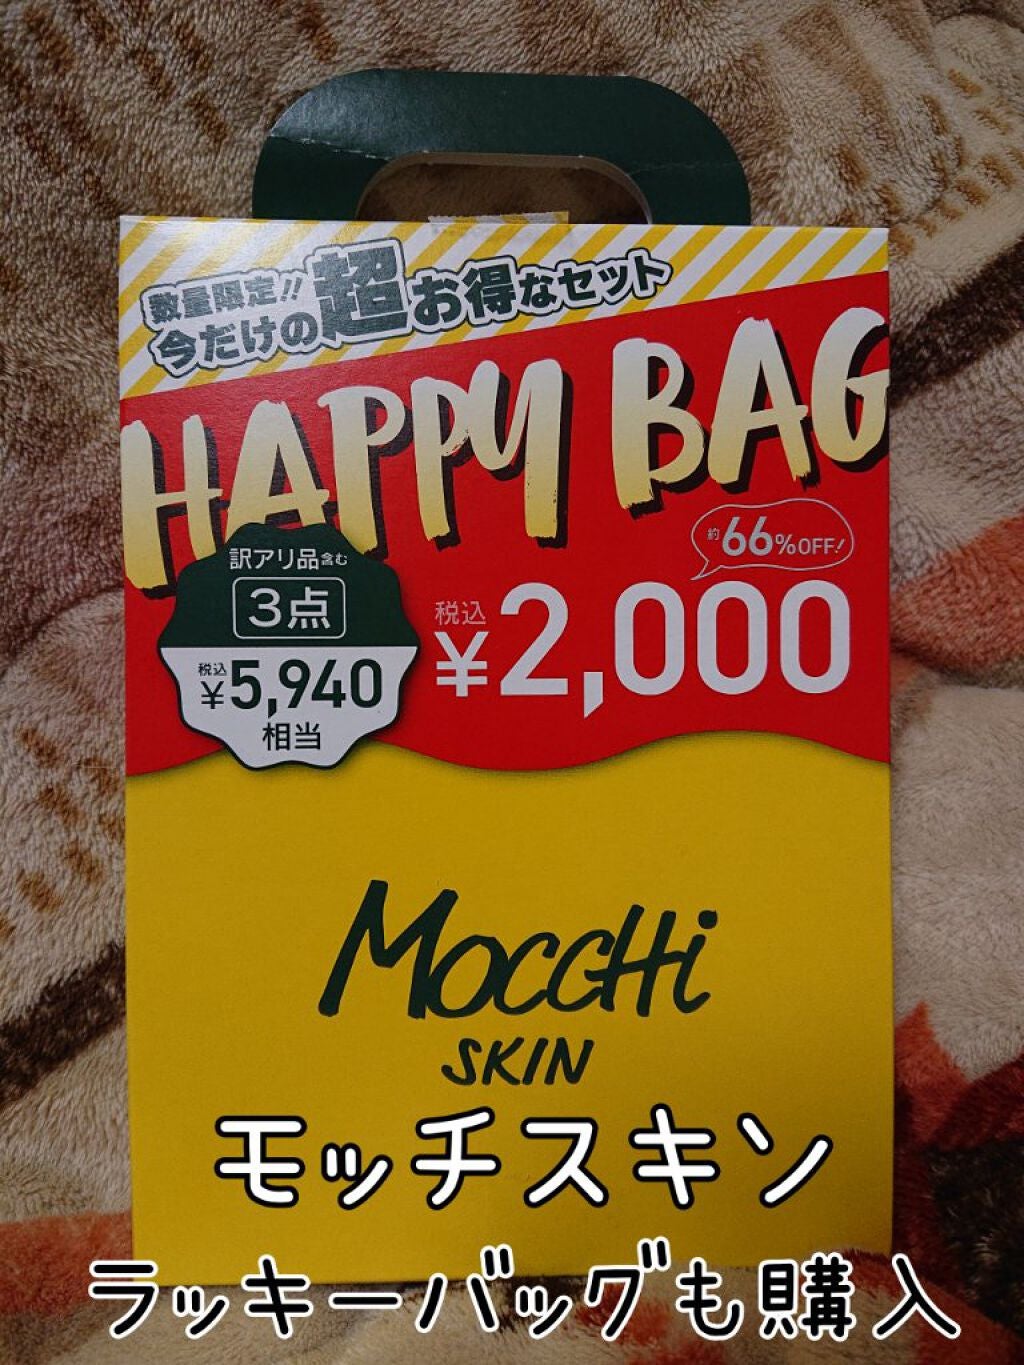 数量限定!!
今だけの超お得なセット
HAPPY BAG
約66%OFF!
訳アリ品含む
3点
税込
¥5,940
相当
税込
¥2,000
MOCCHi
SKIN
モッチスキン
ラッキーバッグも購入